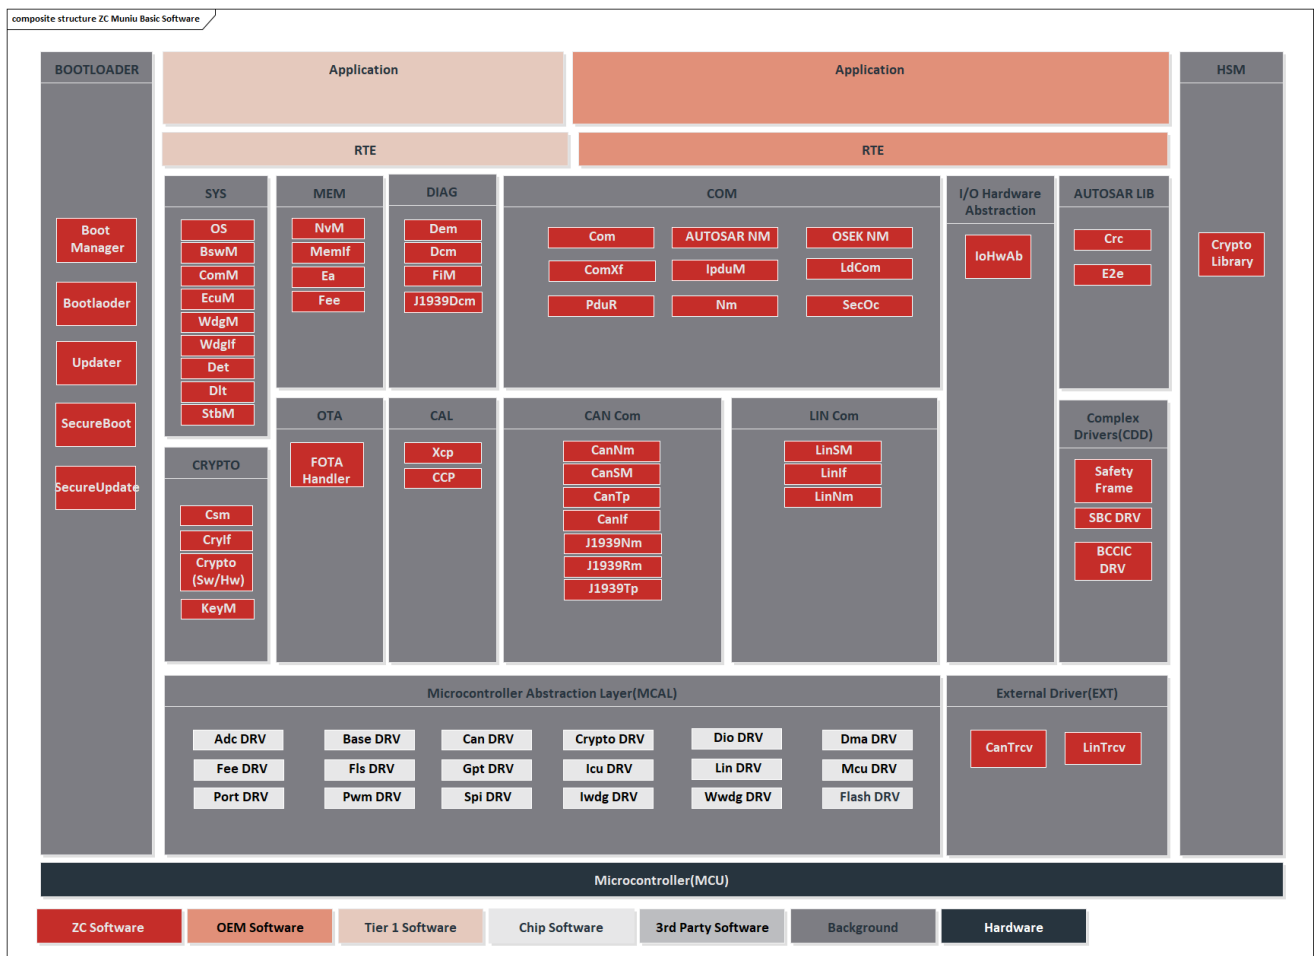 composite structure ZC Muniu Basic Software
BOOTLOADER
Boot
Manager
Bootlaoder
Updater
SecureBoot
SecureUpdate
Application
Application
RTE
RTE
SYS
OS
BswM
ComM
EcuM
WdgM
WdgIf
Det
Dlt
StbM
CRYPTO
Csm
CryIf
Crypto
(Sw/Hw)
KeyM
MEM
NvM
MemIf
Ea
Fee
OTA
FOTA
Handler
DIAG
Dem
Dcm
FiM
J1939Dcm
CAL
Xcp
CCP
COM
Com
AUTOSAR NM
OSEK NM
ComXf
IpduM
LdCom
PduR
Nm
SecOc
CAN Com
CanNm
CanSM
CanTp
CanIf
J1939Nm
J1939Rm
J1939Tp
LIN Com
LinSM
LinIf
LinNm
I/O Hardware
Abstraction
IoHwAb
AUTOSAR LIB
Crc
E2e
Complex
Drivers(CDD)
Safety
Frame
SBC DRV
BCCIC
DRV
HSM
Crypto
Library
Microcontroller Abstraction Layer(MCAL)
Adc DRV
Base DRV
Can DRV
Crypto DRV
Dio DRV
Dma DRV
Fee DRV
Fls DRV
Gpt DRV
Icu DRV
Lin DRV
Mcu DRV
Port DRV
Pwm DRV
Spi DRV
Iwdg DRV
Wwdg DRV
Flash DRV
External Driver(EXT)
CanTrcv
LinTrcv
Microcontroller(MCU)
ZC Software
OEM Software
Tier 1 Software
Chip Software
3rd Party Software
Background
Hardware